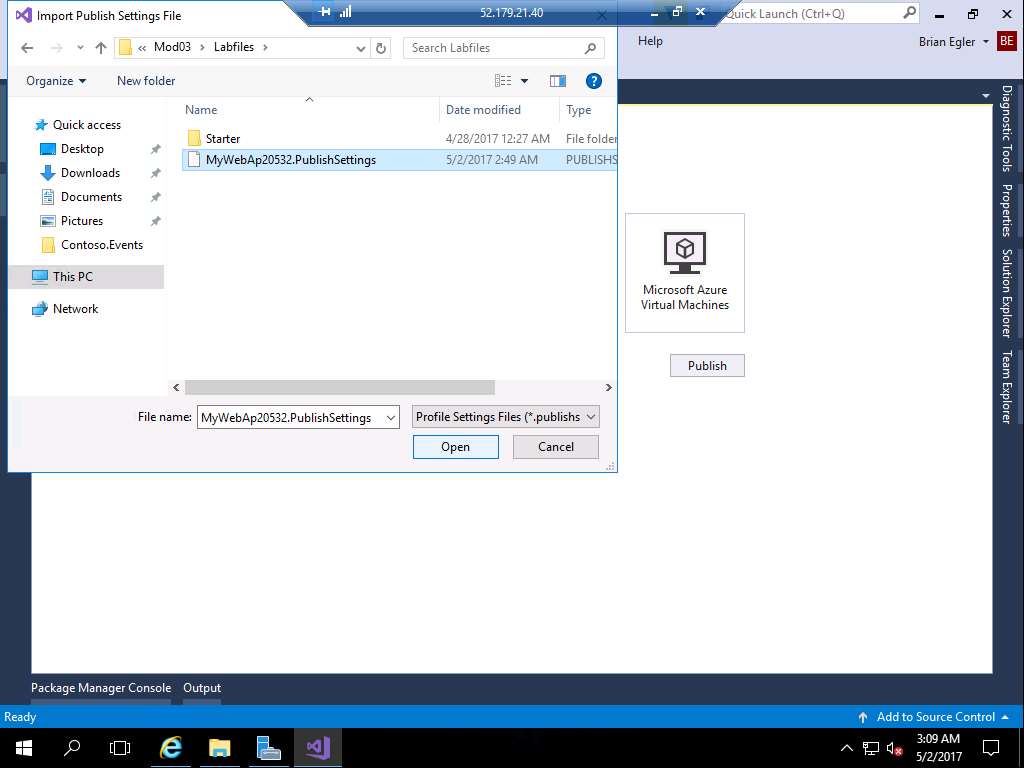 Import Publish Settings File
52.179.21.40
Quick Launch (Ctrl+Q)
« Mod03 > Labfiles >
Search Labfiles
Help
Brian Egler
BE
Organize
New folder
?
Name
Date modified
Type
Quick access
Desktop
Downloads
Documents
Pictures
Contoso.Events
This PC
Network
Starter
4/28/2017 12:27 AM
File folder
MyWebAp20532.PublishSettings
5/2/2017 2:49 AM
PUBLISHS
Diagnostic Tools
Properties
Solution Explorer
Team Explorer
Microsoft Azure
Virtual Machines
Publish
File name:
MyWebAp20532.PublishSettings
Profile Settings Files (*.publishs
Open
Cancel
Package Manager Console
Output
Ready
Add to Source Control
3:09 AM
5/2/2017